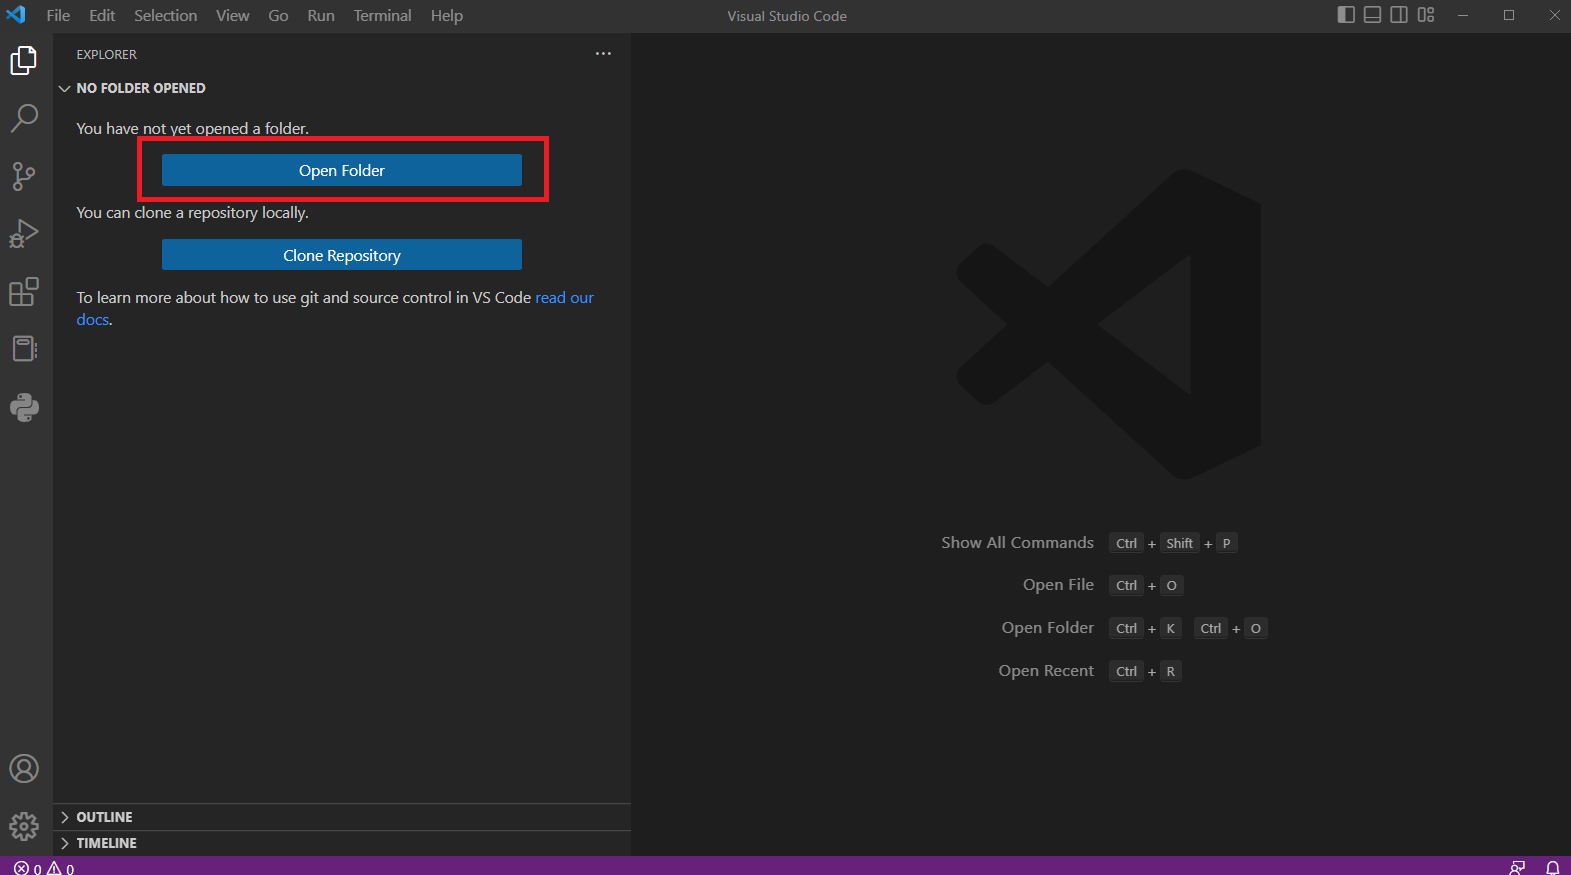 File Edit Selection View Go Run Terminal Help
Visual Studio Code
EXPLORER
NO FOLDER OPENED
You have not yet opened a folder.
Open Folder
You can clone a repository locally.
Clone Repository
To learn more about how to use git and source control in VS Code read our
docs.
Show All Commands Ctrl + Shift + P
Open File Ctrl + O
Open Folder Ctrl + K Ctrl + O
Open Recent Ctrl + R
OUTLINE
TIMELINE
0 0